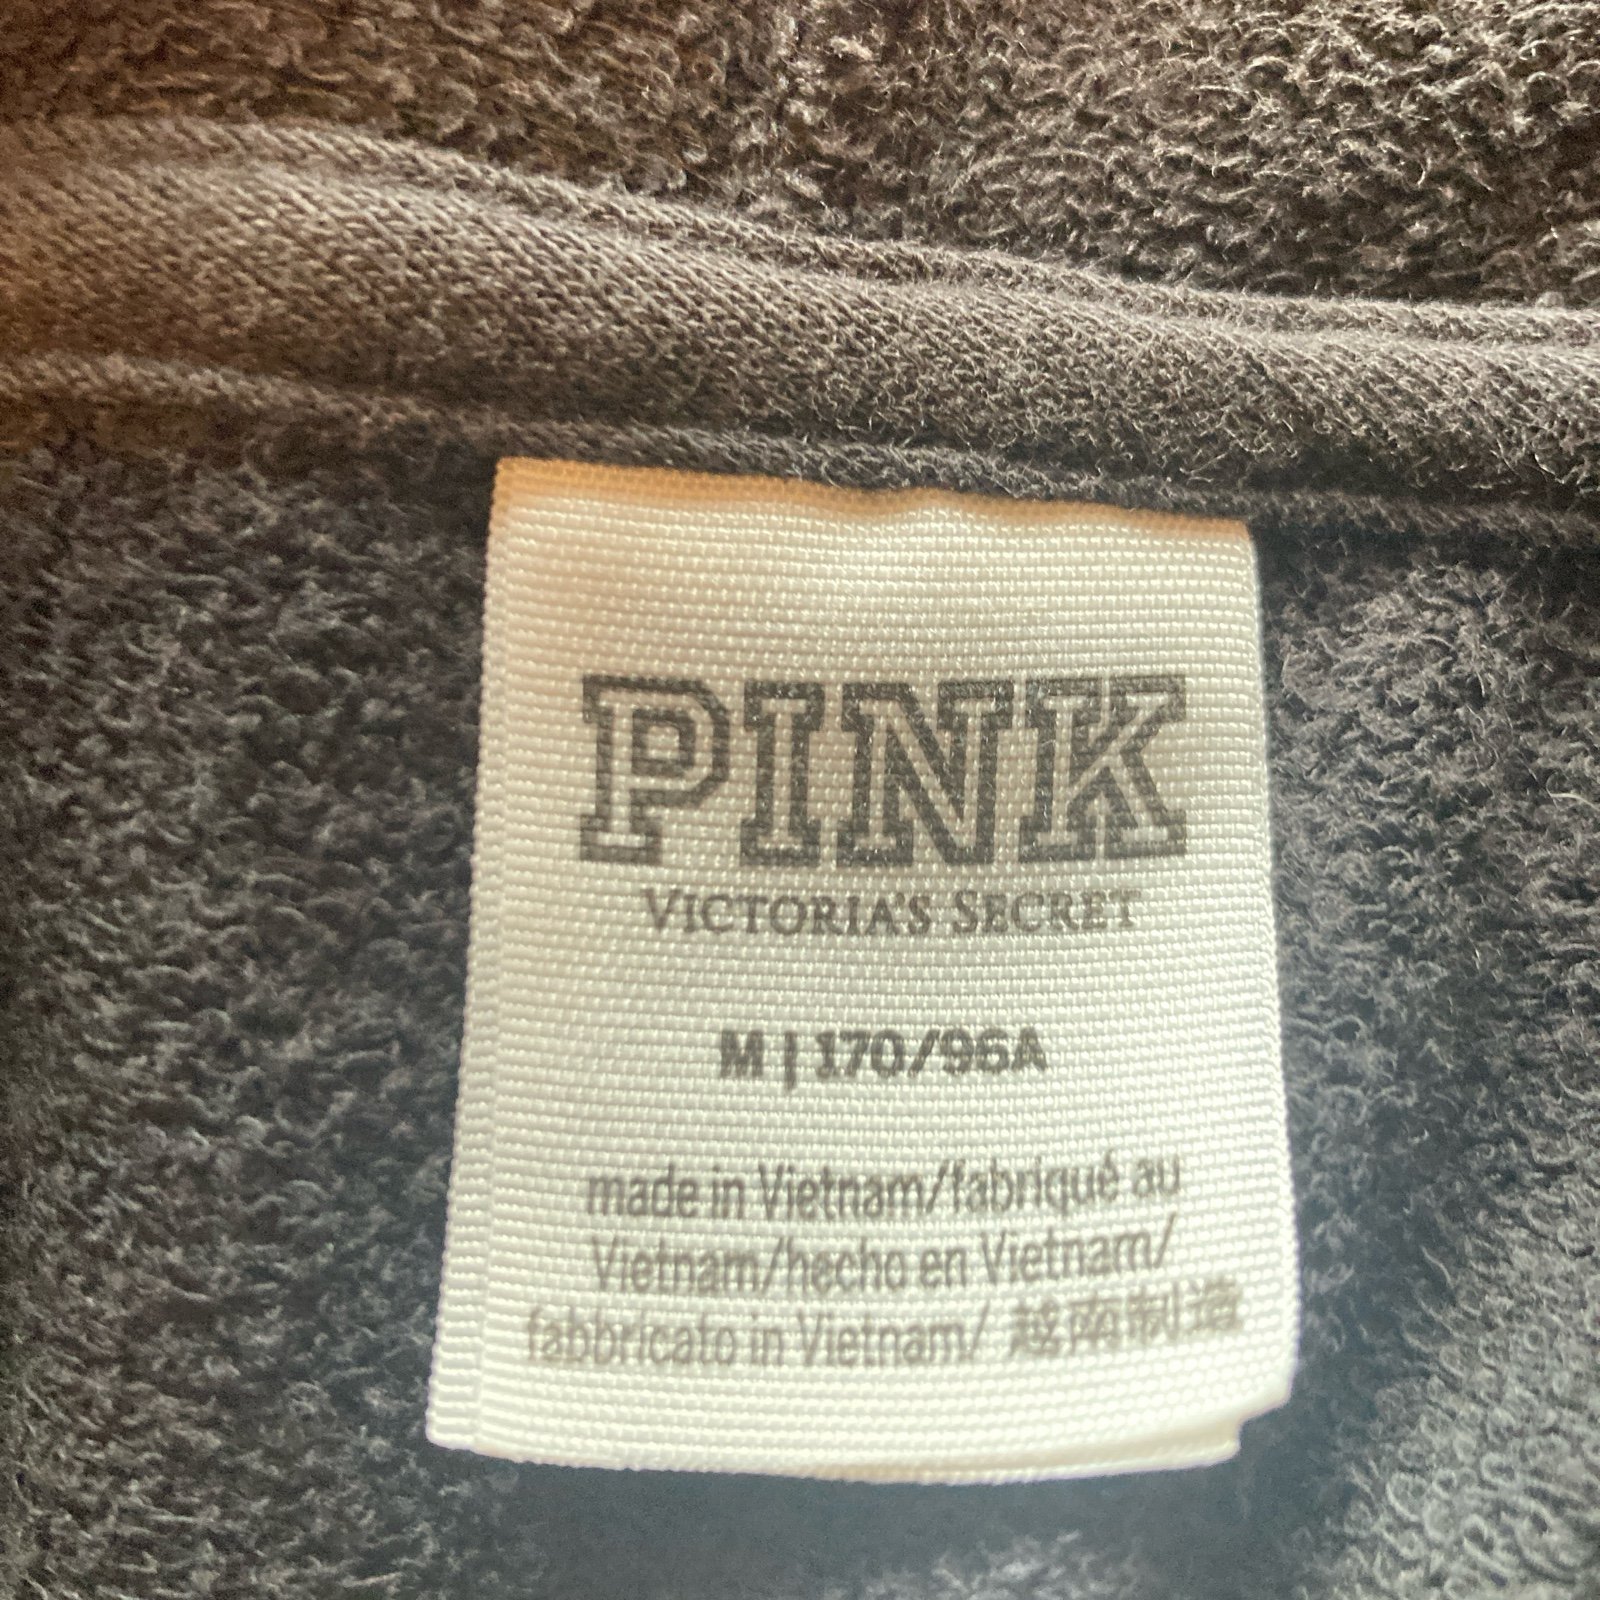 PINK
VICTORIA'S SECRET
M | 170/96A
made in Vietnam/fabriqué au
Vietnam/hecho en Vietnam/
fabbricato in Vietnam/ 越南制造